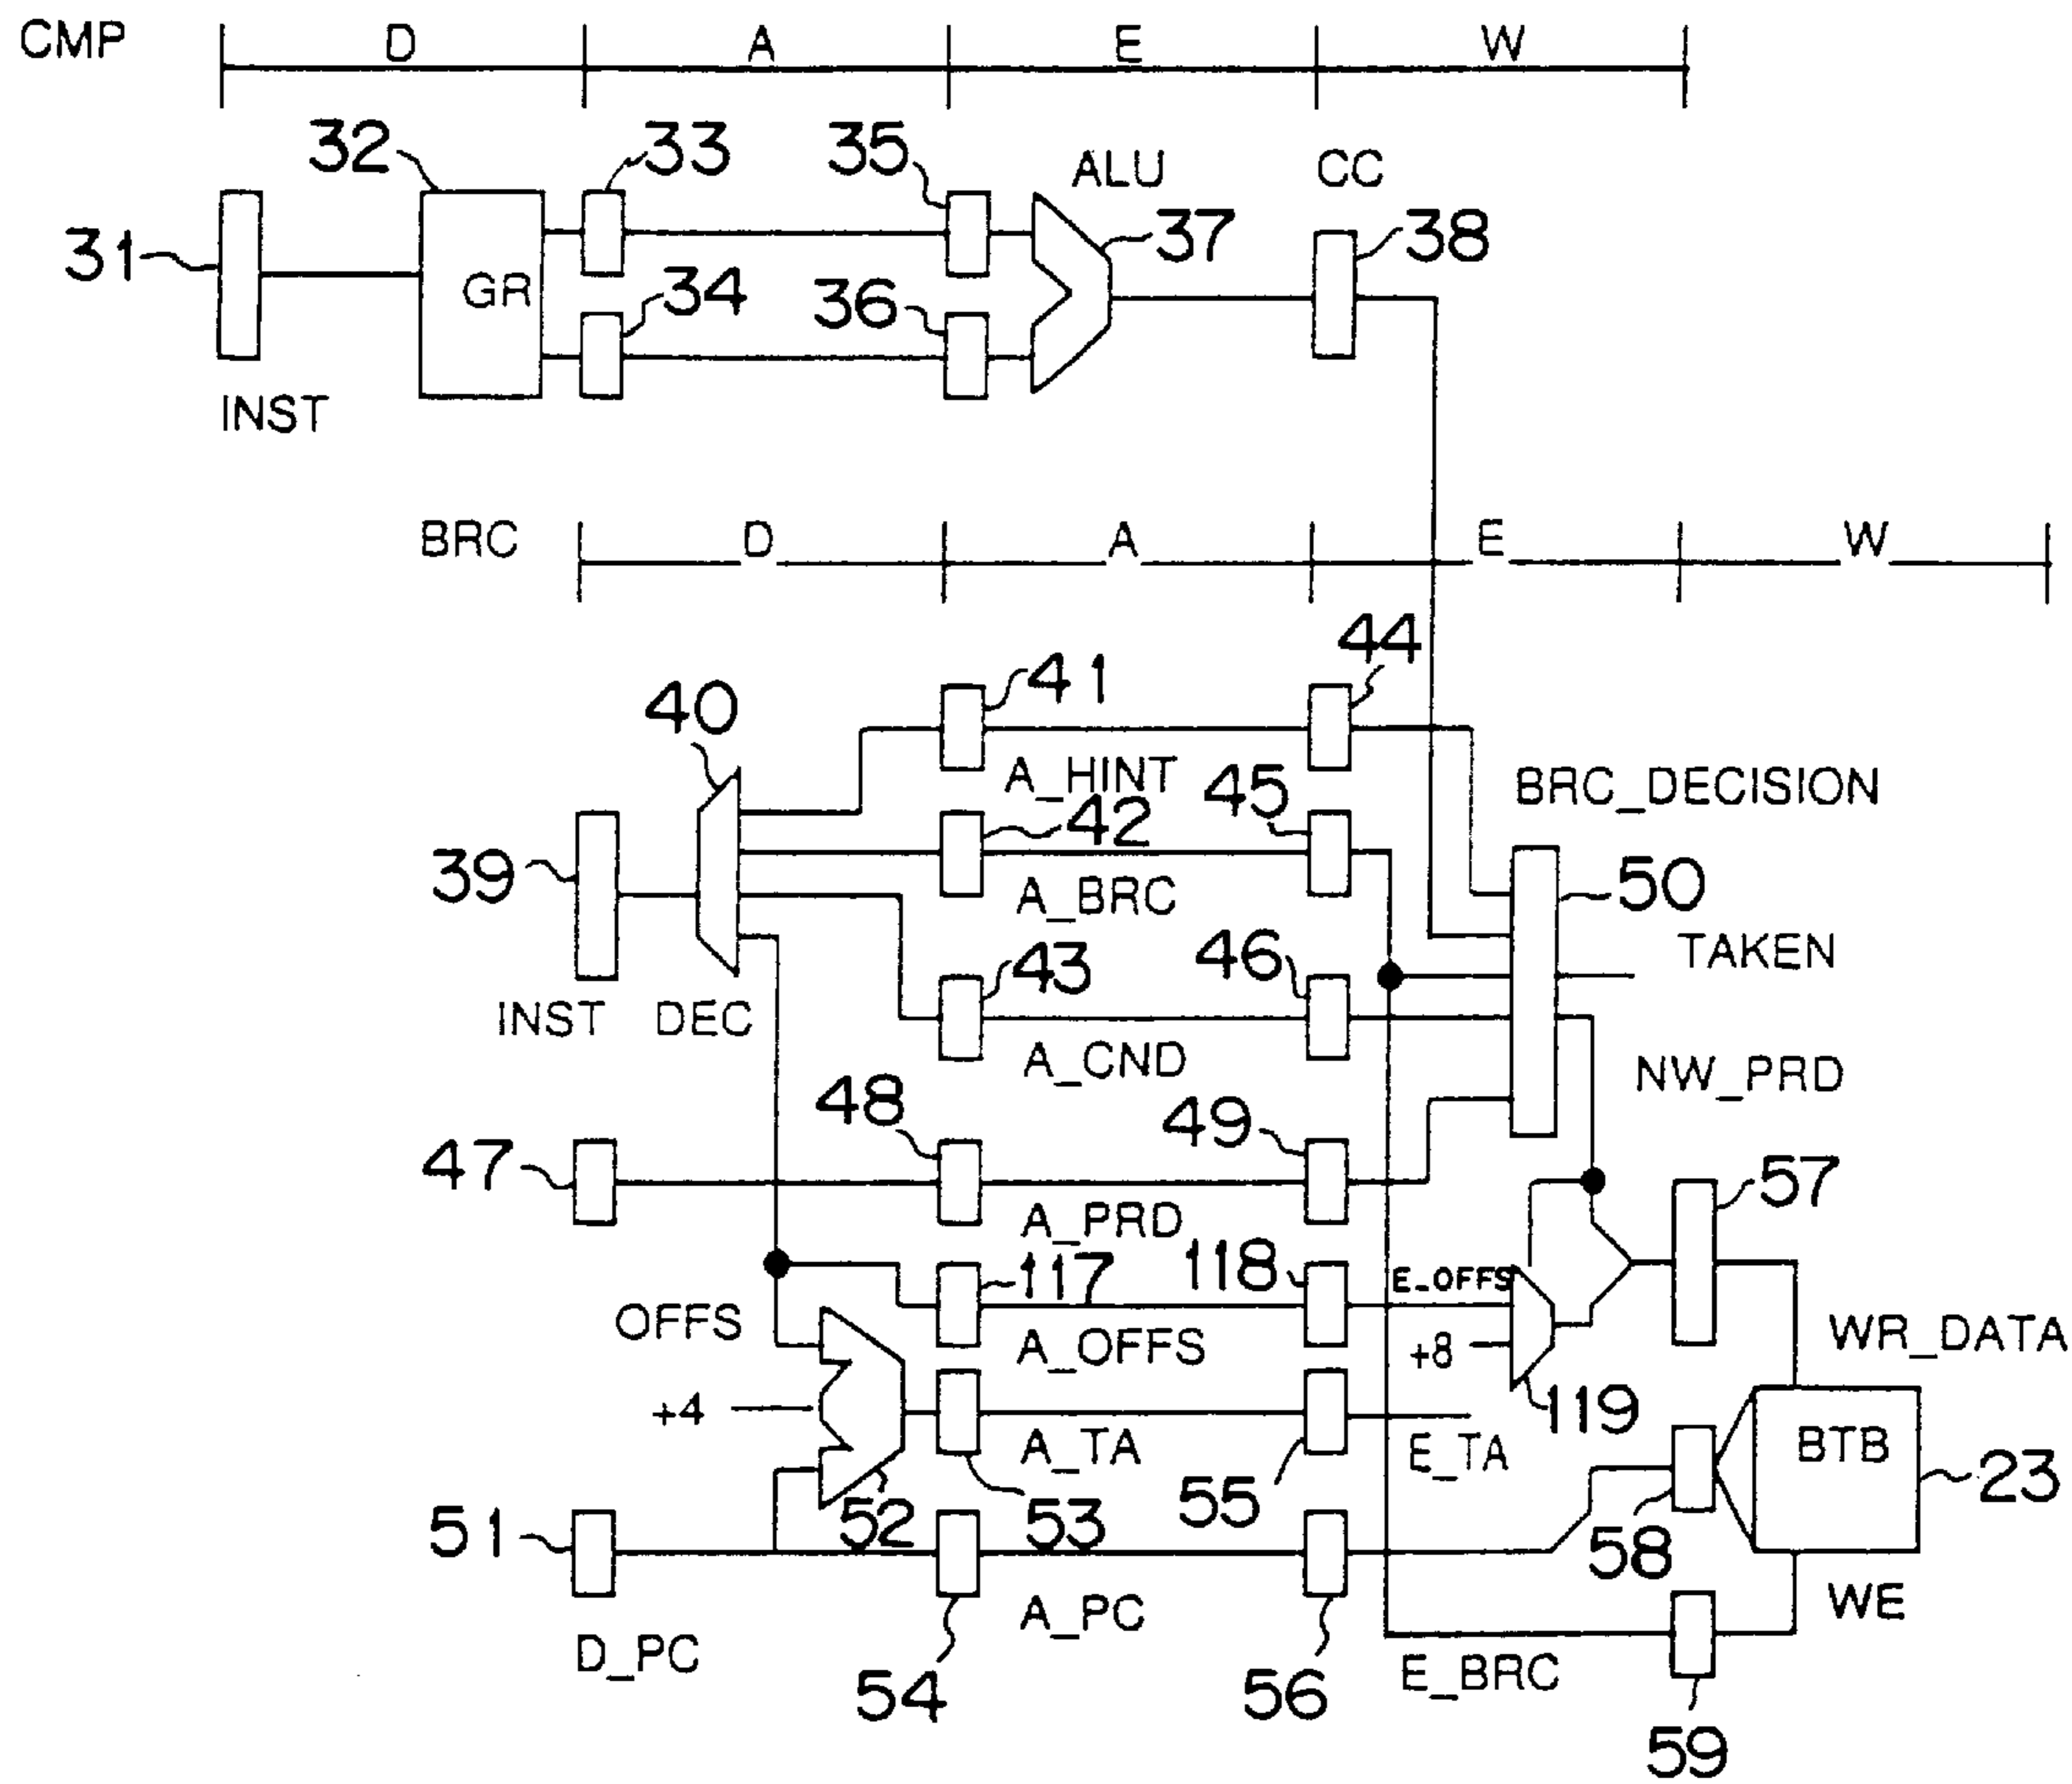 CMP D A E W
32 33 35 ALU CC
31 GR 34 36 37 38
INST
BRC D A E W
40 41 44
A_HINT 45 BRC_DECISION
39 42 50
A_BRC TAKEN
43 46
INST DEC A_CND NW_PRD
47 48 49 57
A_PRD
117 118 E_OFFS
OFFS A_OFFS +8 WR_DATA
+4 119
A_TA E_TA BTB 23
51 52 53 55 58
D_PC A_PC WE
54 56 E_BRC
59